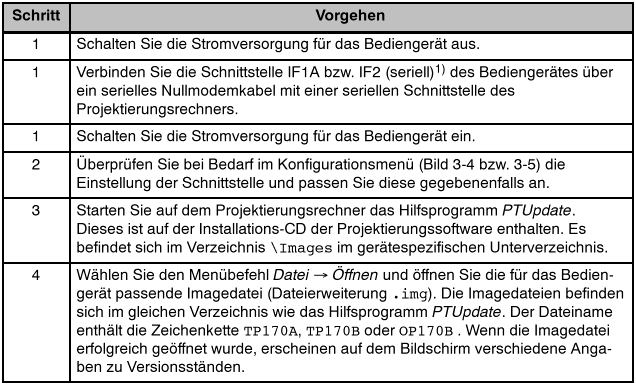 Schritt Vorgehen
1 Schalten Sie die Stromversorgung für das Bediengerät aus.
1 Verbinden Sie die Schnittstelle IF1A bzw. IF2 (seriell)1) des Bediengerätes über
ein serielles Nullmodemkabel mit einer seriellen Schnittstelle des
Projektierungsrechners.
1 Schalten Sie die Stromversorgung für das Bediengerät ein.
2 Überprüfen Sie bei Bedarf im Konfigurationsmenü (Bild 3-4 bzw. 3-5) die
Einstellung der Schnittstelle und passen Sie diese gegebenenfalls an.
3 Starten Sie auf dem Projektierungsrechner das Hilfsprogramm PTUpdate.
Dieses ist auf der Installations-CD der Projektierungssoftware enthalten. Es
befindet sich im Verzeichnis \Images im gerätespezifischen Unterverzeichnis.
4 Wählen Sie den Menübefehl Datei → Öffnen und öffnen Sie die für das Bedien-
gerät passende Imagedatei (Dateierweiterung .img). Die Imagedateien befinden
sich im gleichen Verzeichnis wie das Hilfsprogramm PTUpdate. Der Dateiname
enthält die Zeichenkette TP170A, TP170B oder OP170B . Wenn die Imagedatei
erfolgreich geöffnet wurde, erscheinen auf dem Bildschirm verschiedene Anga-
ben zu Versionsständen.